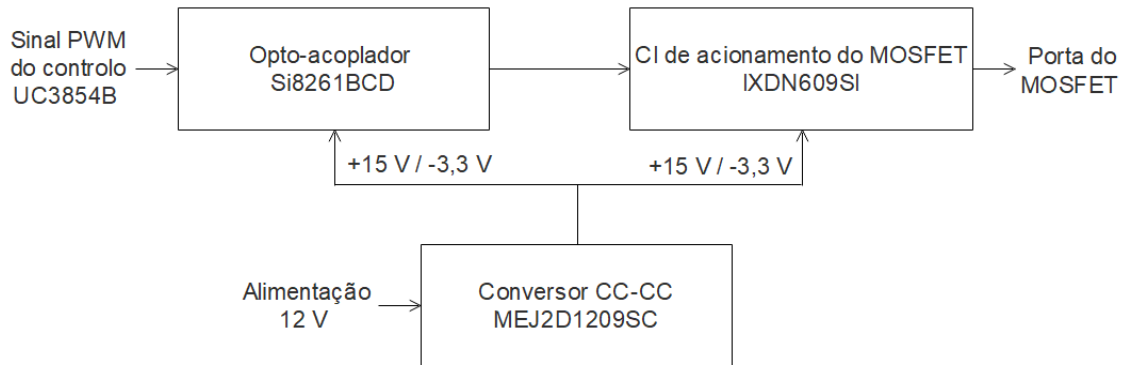 Sinal PWM
do controlo
UC3854B
Opto-acoplador
Si8261BCD
CI de acionamento do MOSFET
IXDN609SI
Porta do
MOSFET
+15 V / -3,3 V
+15 V / -3,3 V
Alimentação
12 V
Conversor CC-CC
MEJ2D1209SC